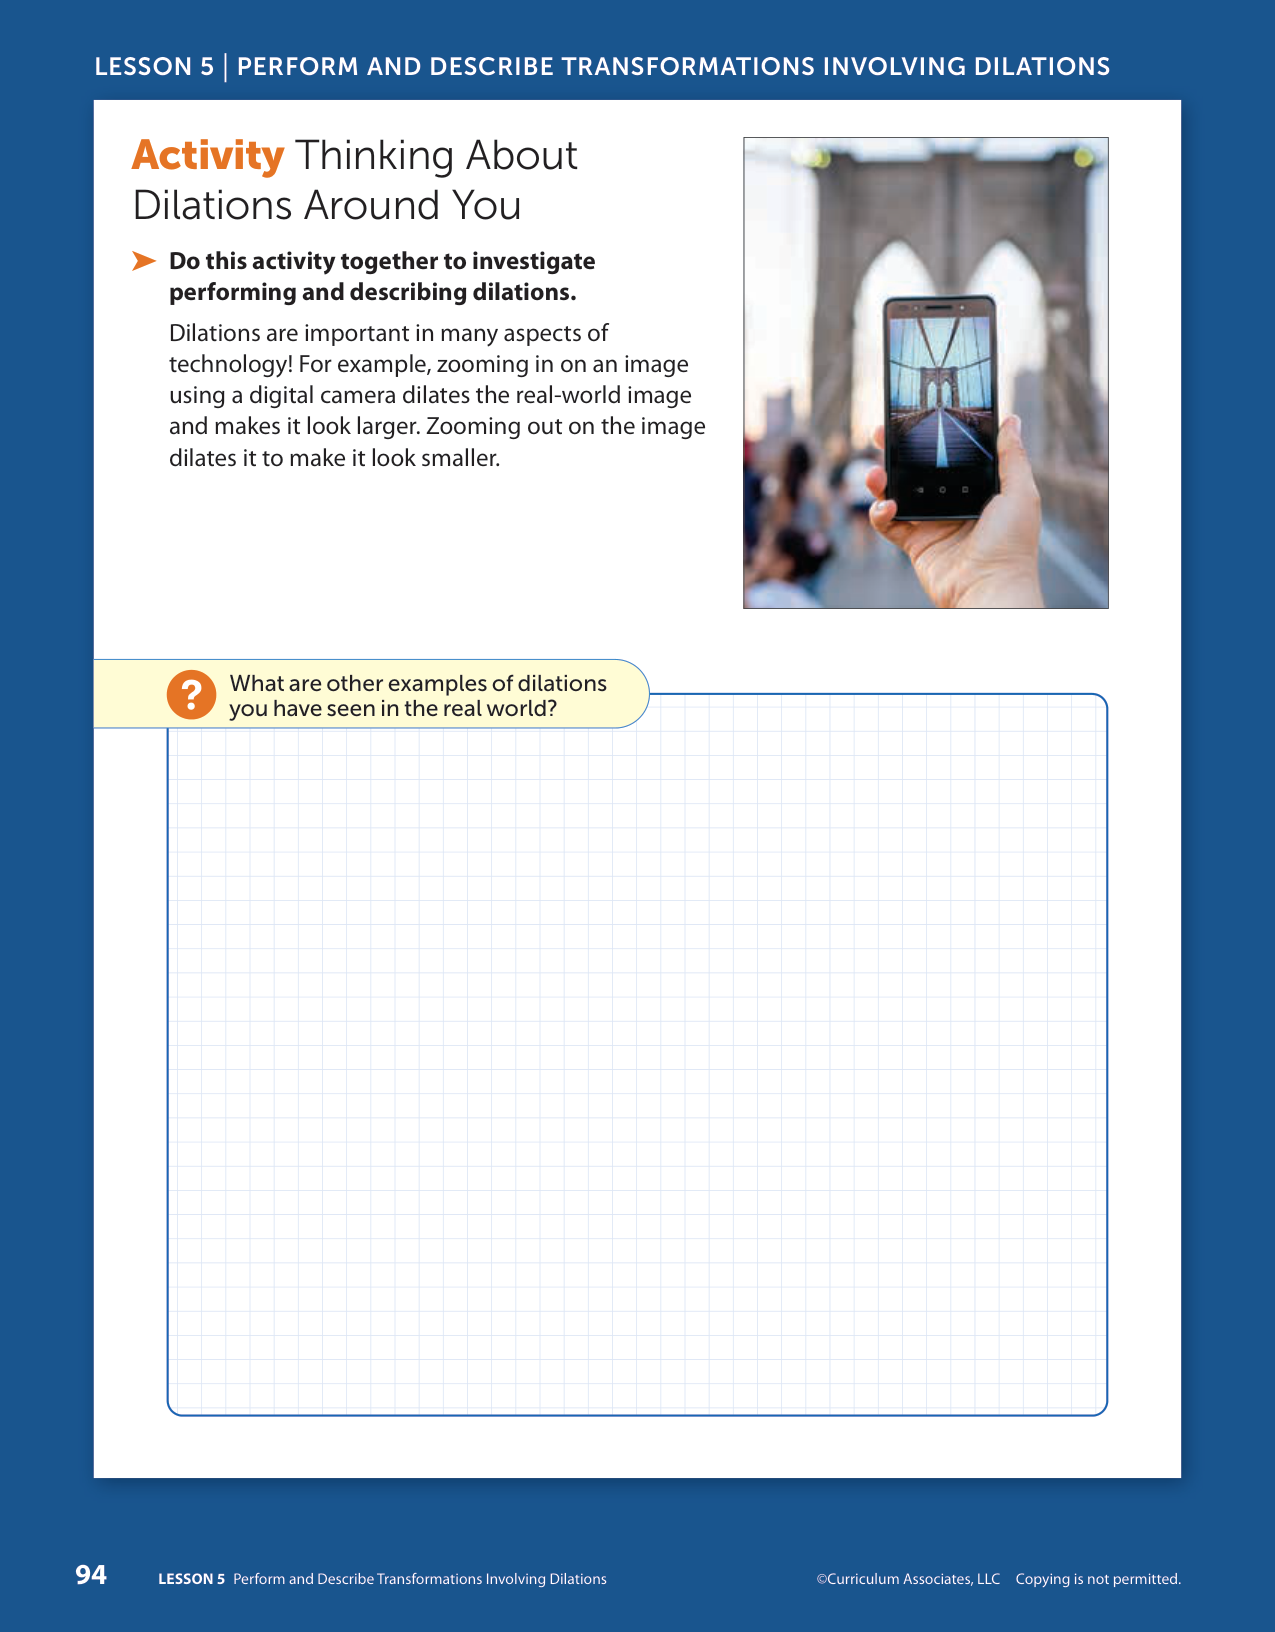 LESSON 5 | PERFORM AND DESCRIBE TRANSFORMATIONS INVOLVING DILATIONS
Activity Thinking About
Dilations Around You
➤ Do this activity together to investigate
performing and describing dilations.
Dilations are important in many aspects of
technology! For example, zooming in on an image
using a digital camera dilates the real-world image
and makes it look larger. Zooming out on the image
dilates it to make it look smaller.
? What are other examples of dilations
you have seen in the real world?
94 LESSON 5 Perform and Describe Transformations Involving Dilations ©Curriculum Associates, LLC Copying is not permitted.